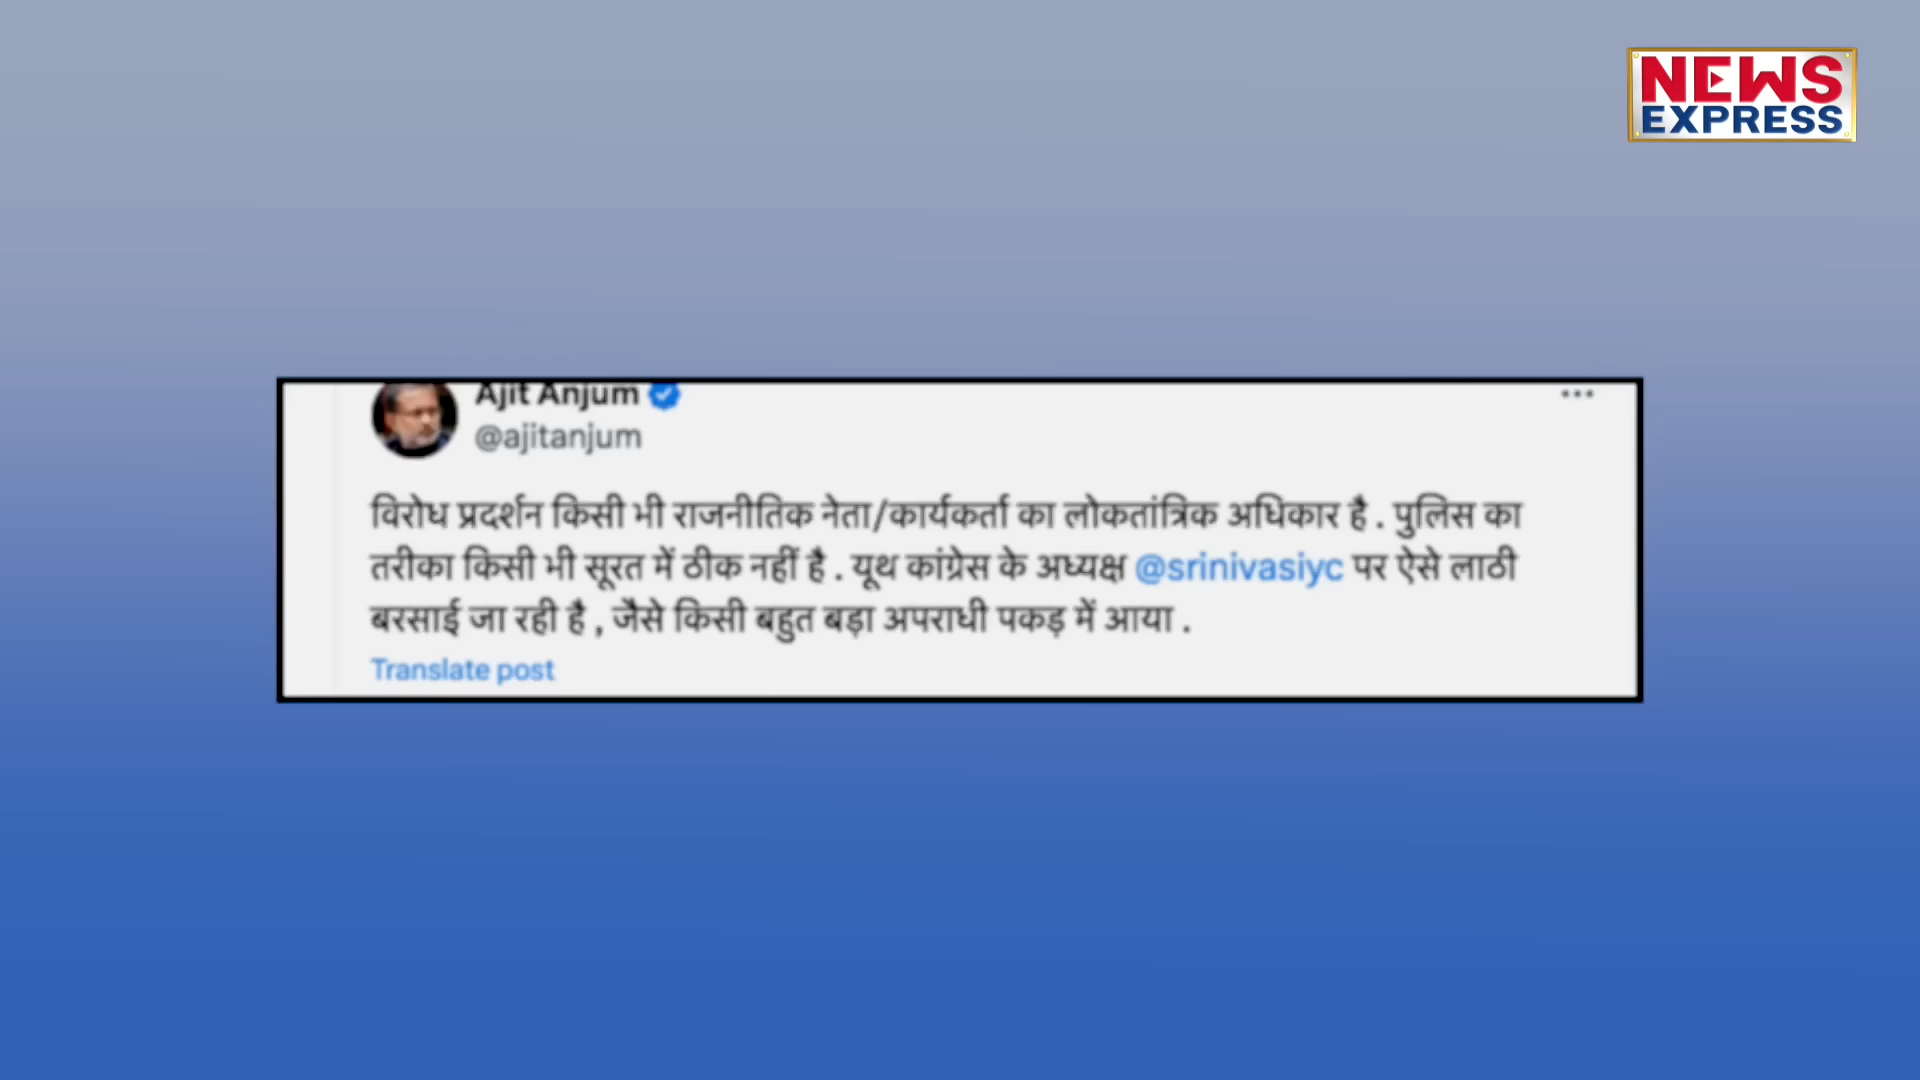 NEWS
EXPRESS
Ajit Anjum
@ajitanjum
विरोध प्रदर्शन किसी भी राजनीतिक नेता/कार्यकर्ता का लोकतांत्रिक अधिकार है . पुलिस का
तरीका किसी भी सूरत में ठीक नहीं है . यूथ कांग्रेस के अध्यक्ष @srinivasiyc पर ऐसे लाठी
बरसाई जा रही है , जैसे किसी बहुत बड़ा अपराधी पकड़ में आया .
Translate post